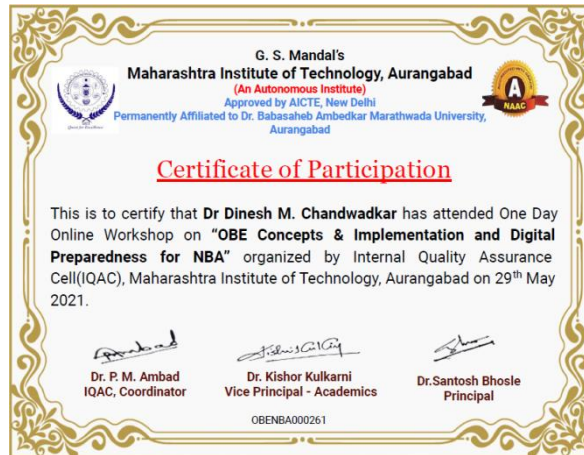 G. S. Mandal's
Maharashtra Institute of Technology, Aurangabad
(An Autonomous Institute)
Approved by AICTE, New Delhi
Permanently Affiliated to Dr. Babasaheb Ambedkar Marathwada University,
Aurangabad
A
NAAC
Certificate of Participation
This is to certify that Dr Dinesh M. Chandwadkar has attended One Day
Online Workshop on "OBE Concepts & Implementation and Digital
Preparedness for NBA" organized by Internal Quality Assurance
Cell(IQAC), Maharashtra Institute of Technology, Aurangabad on 29th May
2021.
Dr. P. M. Ambad
IQAC, Coordinator
Dr. Kishor Kulkarni
Vice Principal - Academics
Dr.Santosh Bhosle
Principal
OBENBA000261